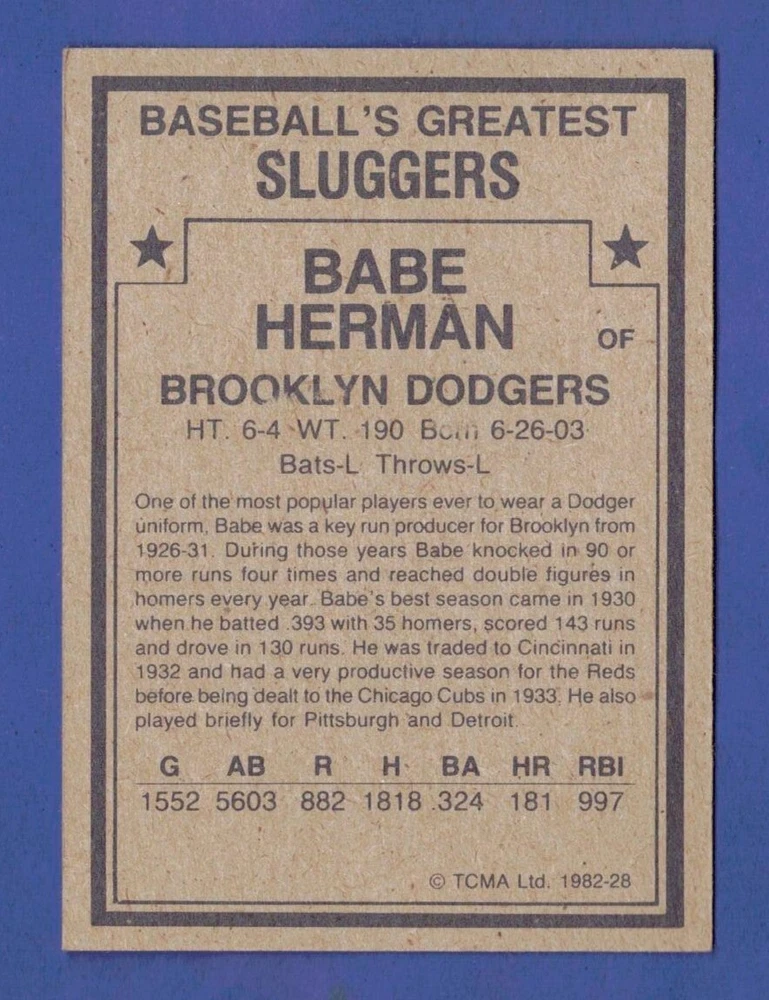 BASEBALL'S GREATEST
SLUGGERS
BABE
HERMAN
OF
BROOKLYN DODGERS
HT. 6-4 WT. 190 Born 6-26-03
Bats-L Throws-L
One of the most popular players ever to wear a Dodger
uniform, Babe was a key run producer for Brooklyn from
1926-31. During those years Babe knocked in 90 or
more runs four times and reached double figures in
homers every year. Babe's best season came in 1930
when he batted .393 with 35 homers, scored 143 runs
and drove in 130 runs. He was traded to Cincinnati in
1932 and had a very productive season for the Reds
before being dealt to the Chicago Cubs in 1933. He also
played briefly for Pittsburgh and Detroit.
G AB R H BA HR RBI
1552 5603 882 1818 .324 181 997
© TCMA Ltd. 1982-28